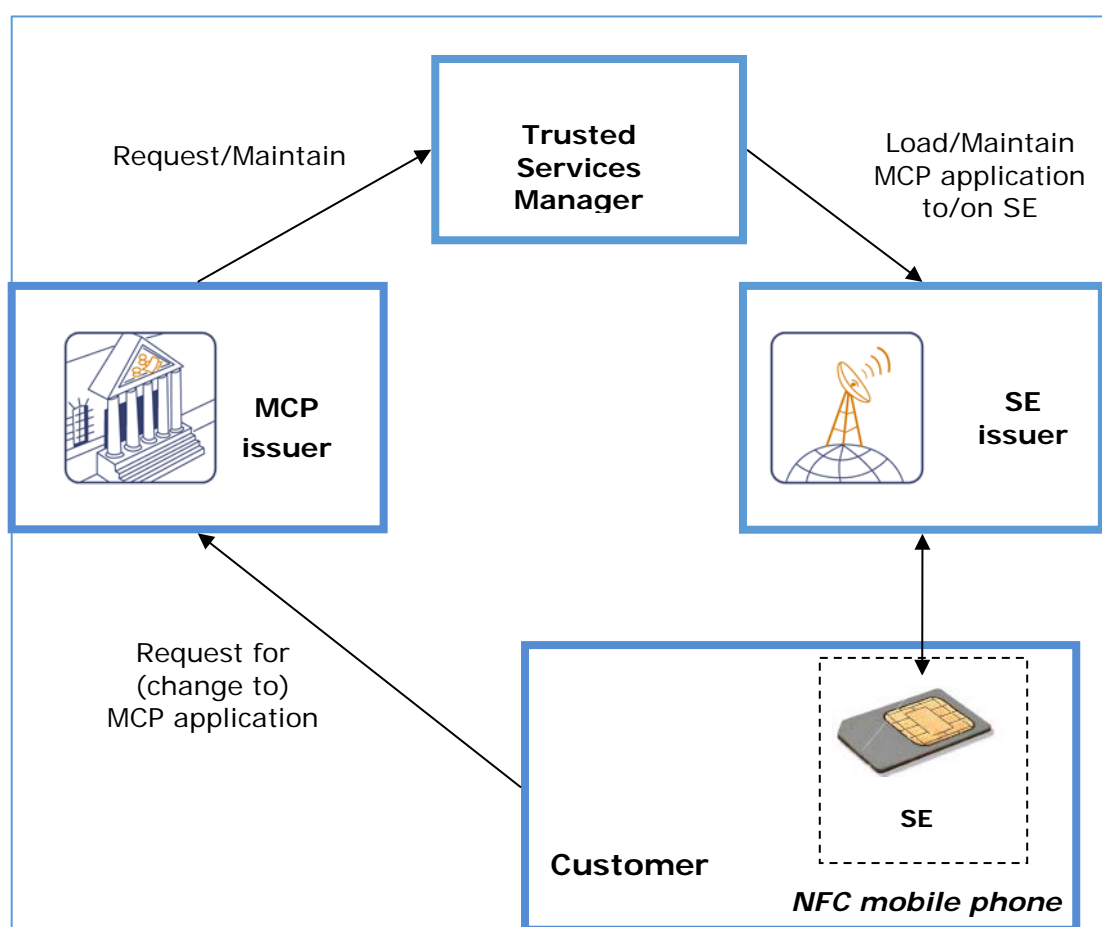 Trusted
Services
Manager
Request/Maintain
Load/Maintain
MCP application
to/on SE
MCP
issuer
SE
issuer
Request for
(change to)
MCP application
SE
Customer
NFC mobile phone